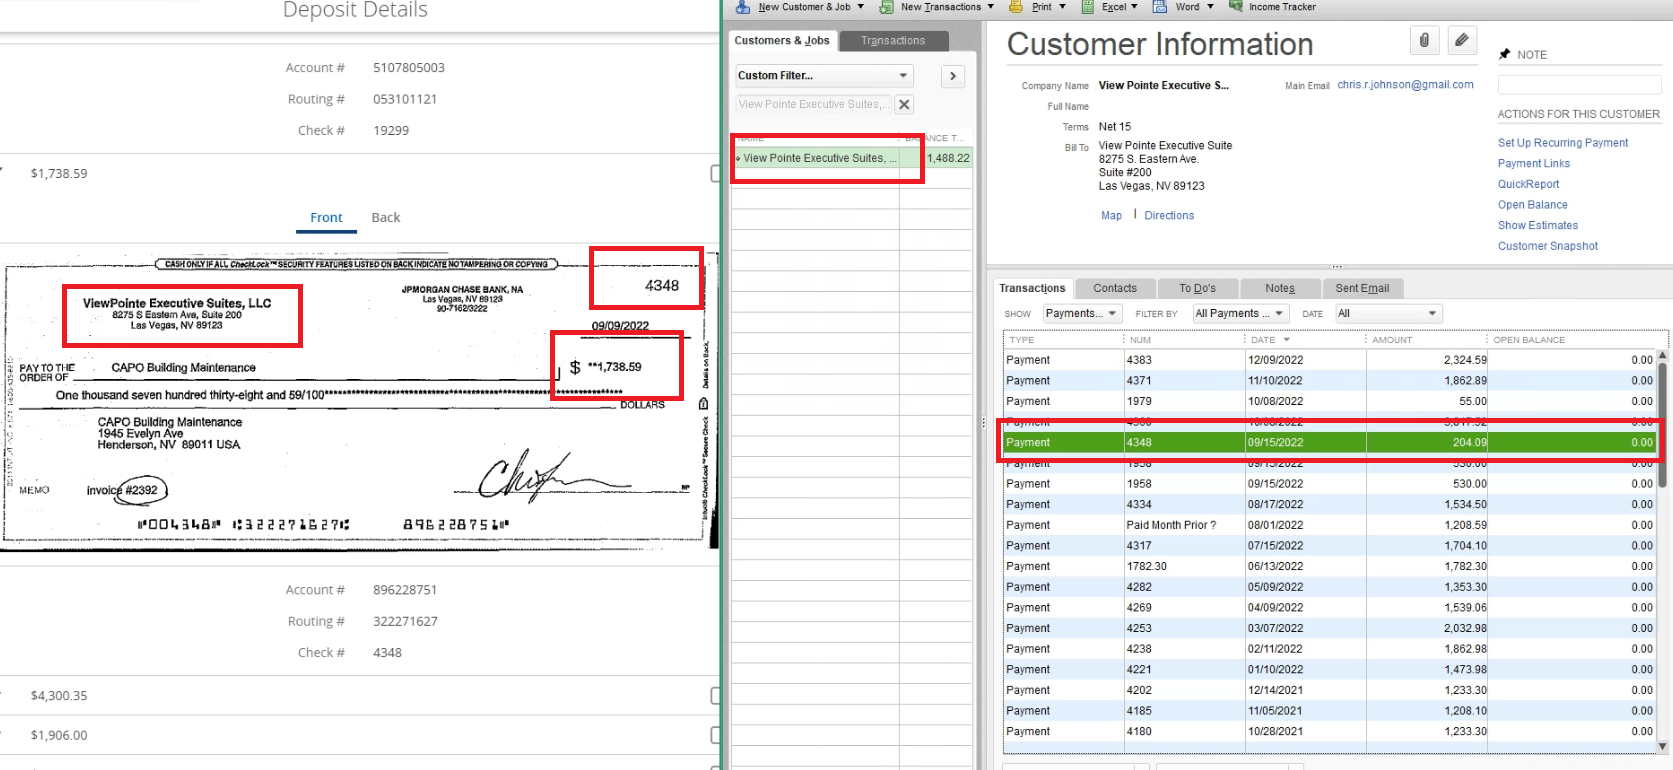 Deposit Details
Account # 5107805003
Routing # 053101121
Check # 19299
$1,738.59
Front Back
CASH ONLY IF ALL CheckLock™ SECURITY FEATURES LISTED ON BACK INDICATE NO TAMPERING OR COPYING
4348
ViewPointe Executive Suites, LLC
8275 S Eastern Ave, Suite 200
Las Vegas, NV 89123
JPMORGAN CHASE BANK, NA
Las Vegas, NV 89123
90-7162/3222
09/09/2022
PAY TO THE
ORDER OF
CAPO Building Maintenance
$ **1,738.59
One thousand seven hundred thirty-eight and 59/100
DOLLARS
CAPO Building Maintenance
1945 Evelyn Ave
Henderson, NV 89011 USA
MEMO invoice #2392
MP
Details on Back.
Account # 896228751
Routing # 322271627
Check # 4348
$4,300.35
$1,906.00
New Customer & Job New Transactions Print Excel Word Income Tracker
Customers & Jobs Transactions
Custom Filter...
View Pointe Executive Suites,...
NAME
View Pointe Executive Suites, ... 1,488.22
Customer Information
Company Name View Pointe Executive S...
Full Name
Terms Net 15
Bill To View Pointe Executive Suite
8275 S. Eastern Ave.
Suite #200
Las Vegas, NV 89123
Map | Directions
Main Email chris.r.johnson@gmail.com
NOTE
ACTIONS FOR THIS CUSTOMER
Set Up Recurring Payment
Payment Links
QuickReport
Open Balance
Show Estimates
Customer Snapshot
Transactions Contacts To Do's Notes Sent Email
SHOW Payments... FILTER BY All Payments ... DATE All
TYPE NUM DATE AMOUNT OPEN BALANCE
Payment 4383 12/09/2022 2,324.59 0.00
Payment 4371 11/10/2022 1,862.89 0.00
Payment 1979 10/08/2022 55.00 0.00
Payment 4348 09/15/2022 204.09 0.00
Payment 1958 09/15/2022 530.00 0.00
Payment 1958 09/15/2022 530.00 0.00
Payment 4334 08/17/2022 1,534.50 0.00
Payment Paid Month Prior ? 08/01/2022 1,208.59 0.00
Payment 4317 07/15/2022 1,704.10 0.00
Payment 1782.30 06/13/2022 1,782.30 0.00
Payment 4282 05/09/2022 1,353.30 0.00
Payment 4269 04/09/2022 1,539.06 0.00
Payment 4253 03/07/2022 2,032.98 0.00
Payment 4238 02/11/2022 1,862.98 0.00
Payment 4221 01/10/2022 1,473.98 0.00
Payment 4202 12/14/2021 1,233.30 0.00
Payment 4185 11/05/2021 1,208.10 0.00
Payment 4180 10/28/2021 1,233.30 0.00